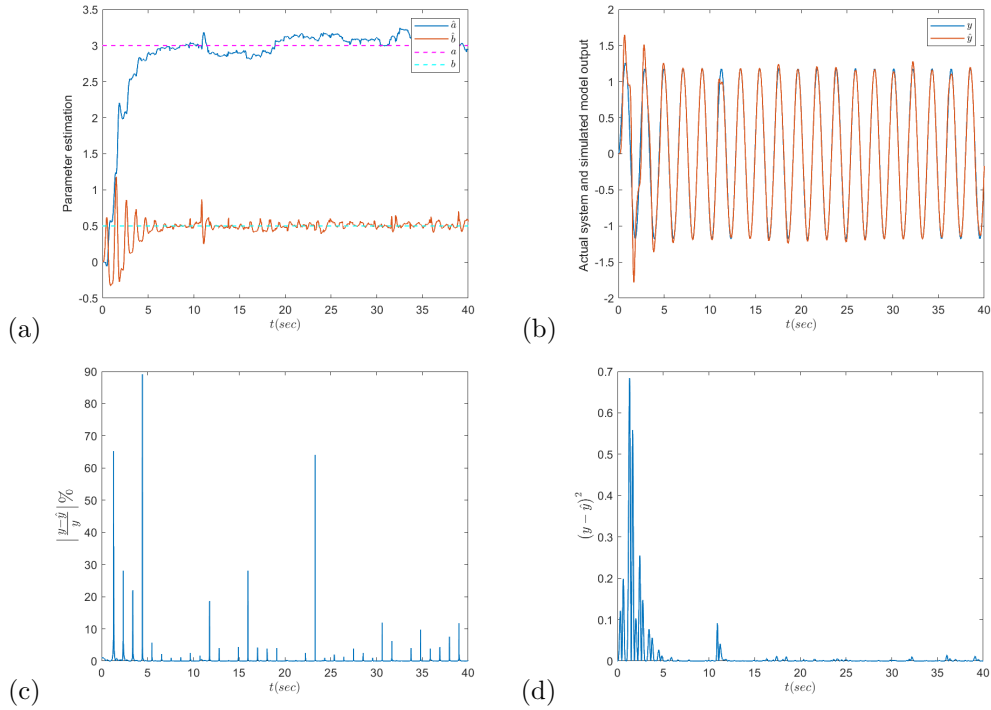 3.5
3
2.5
2
1.5
1
0.5
0
-0.5
Parameter estimation
0 5 10 15 20 25 30 35 40
t(sec)
â
b̂
a
b
(a)
2
1.5
1
0.5
0
-0.5
-1
-1.5
-2
Actual system and simulated model output
0 5 10 15 20 25 30 35 40
t(sec)
y
ŷ
(b)
90
80
70
60
50
40
30
20
10
0
|(y−ŷ)/y|%
0 5 10 15 20 25 30 35 40
t(sec)
(c)
0.7
0.6
0.5
0.4
0.3
0.2
0.1
0
(y − ŷ)²
0 5 10 15 20 25 30 35 40
t(sec)
(d)